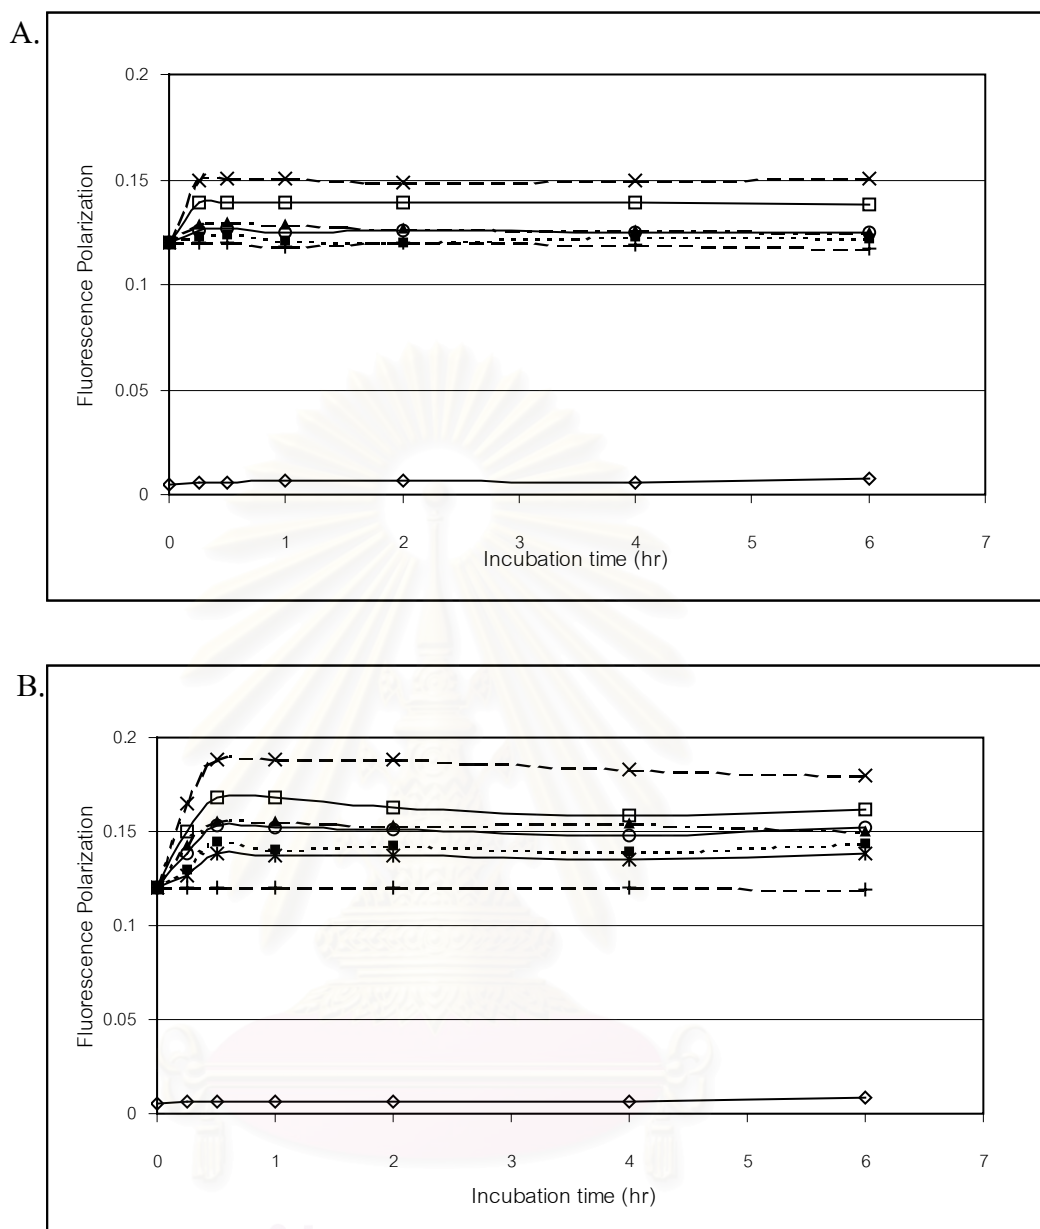 A.
0.2
0.15
0.1
0.05
0
Fluorescence Polarization
0 1 2 3 4 5 6 7
Incubation time (hr)
B.
0.2
0.15
0.1
0.05
0
Fluorescence Polarization
0 1 2 3 4 5 6 7
Incubation time (hr)